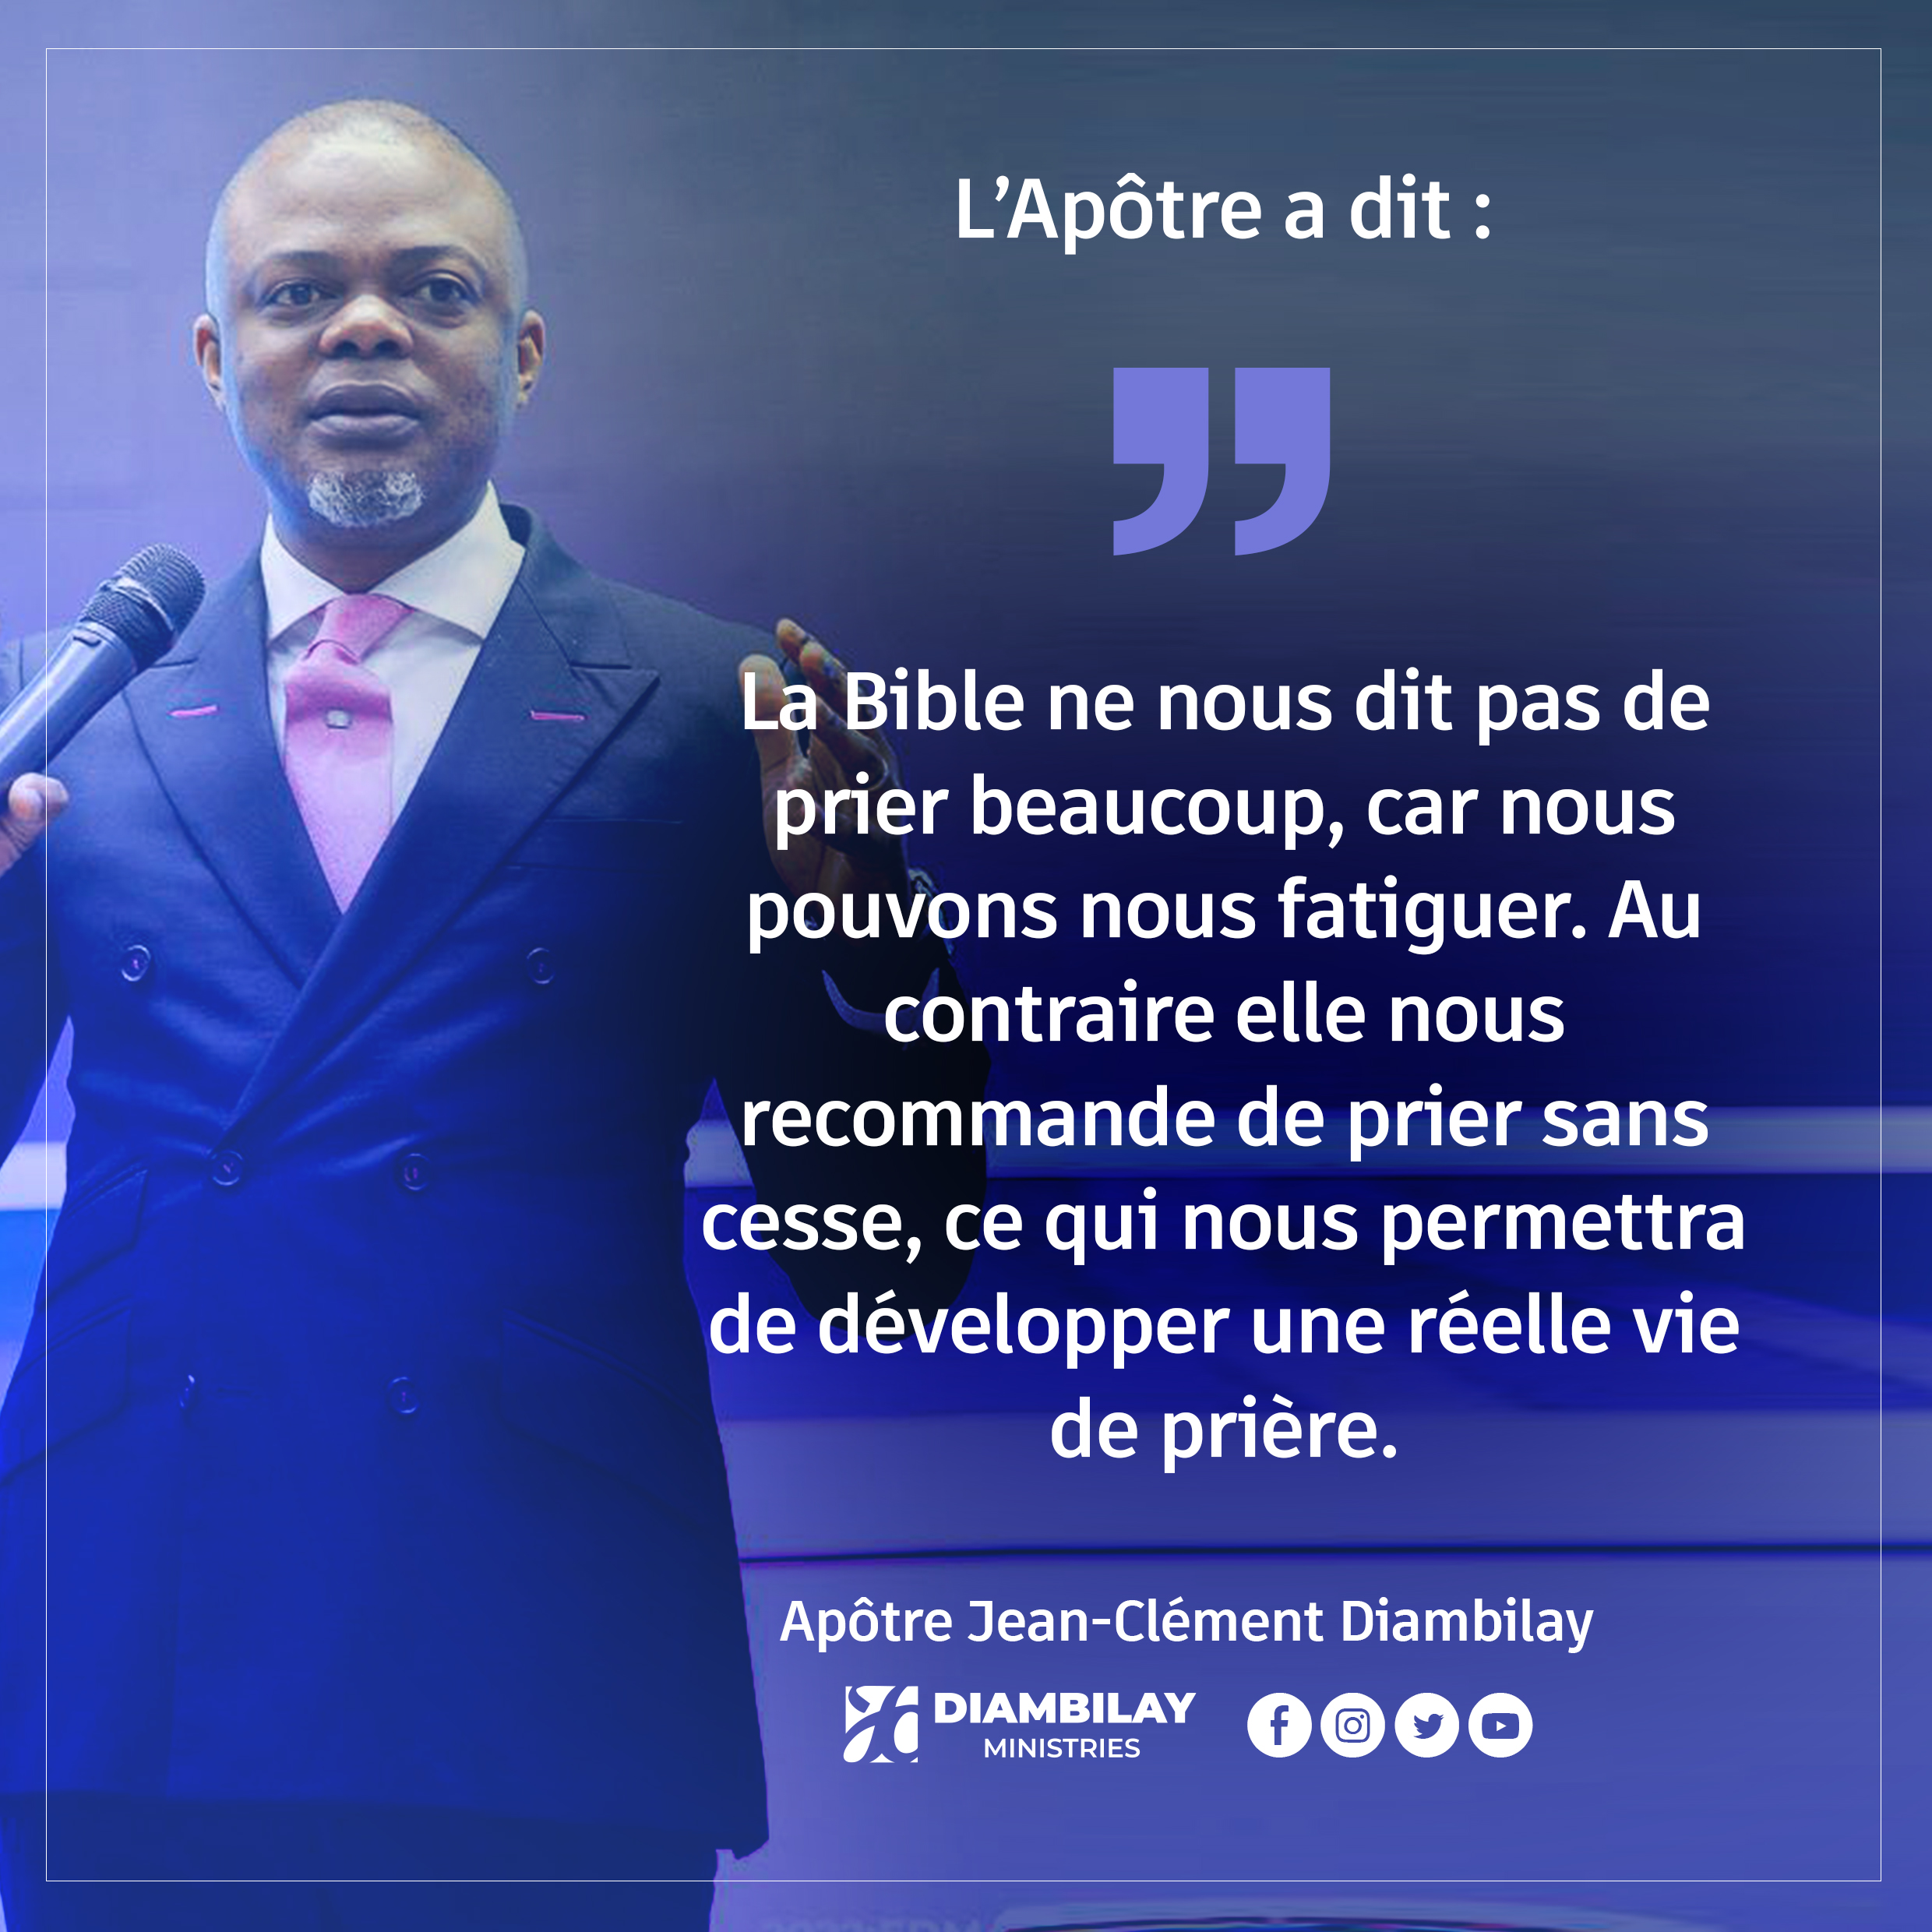 L’Apôtre a dit :
”
La Bible ne nous dit pas de
prier beaucoup, car nous
pouvons nous fatiguer. Au
contraire elle nous
recommande de prier sans
cesse, ce qui nous permettra
de développer une réelle vie
de prière.
Apôtre Jean-Clément Diambilay
DIAMBILAY
MINISTRIES